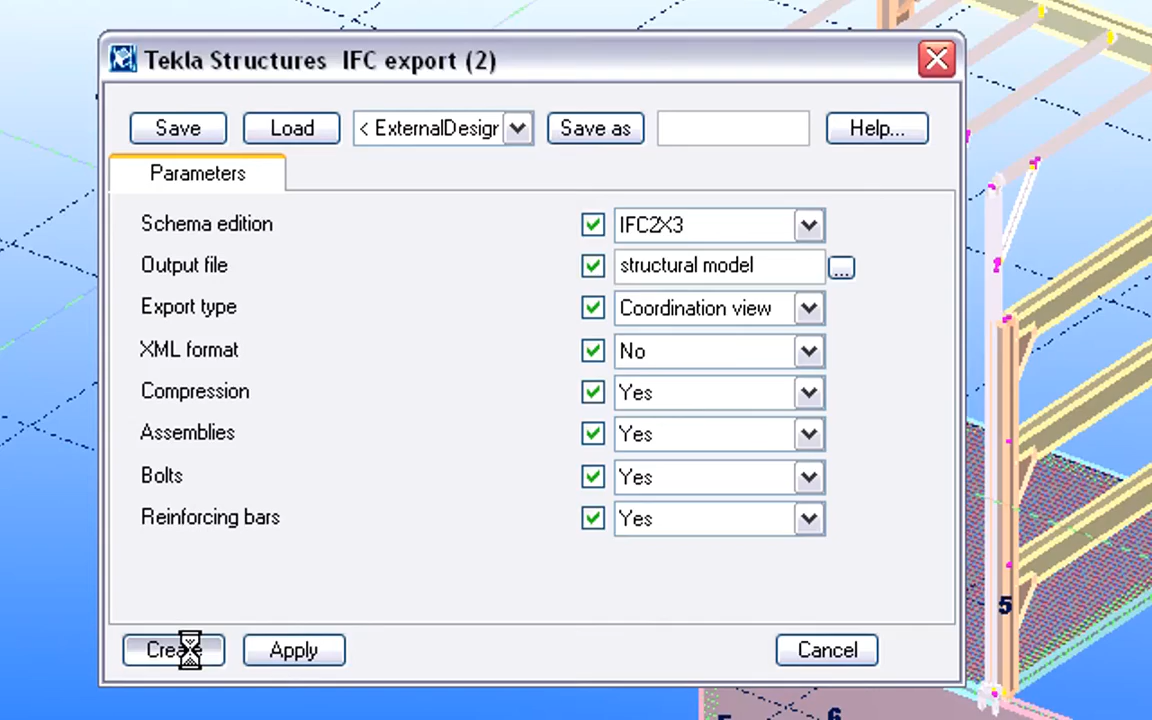 Tekla Structures IFC export (2)
Save Load < ExternalDesigr Save as Help...
Parameters
Schema edition IFC2X3
Output file structural model ...
Export type Coordination view
XML format No
Compression Yes
Assemblies Yes
Bolts Yes
Reinforcing bars Yes
5
Create Apply Cancel
6